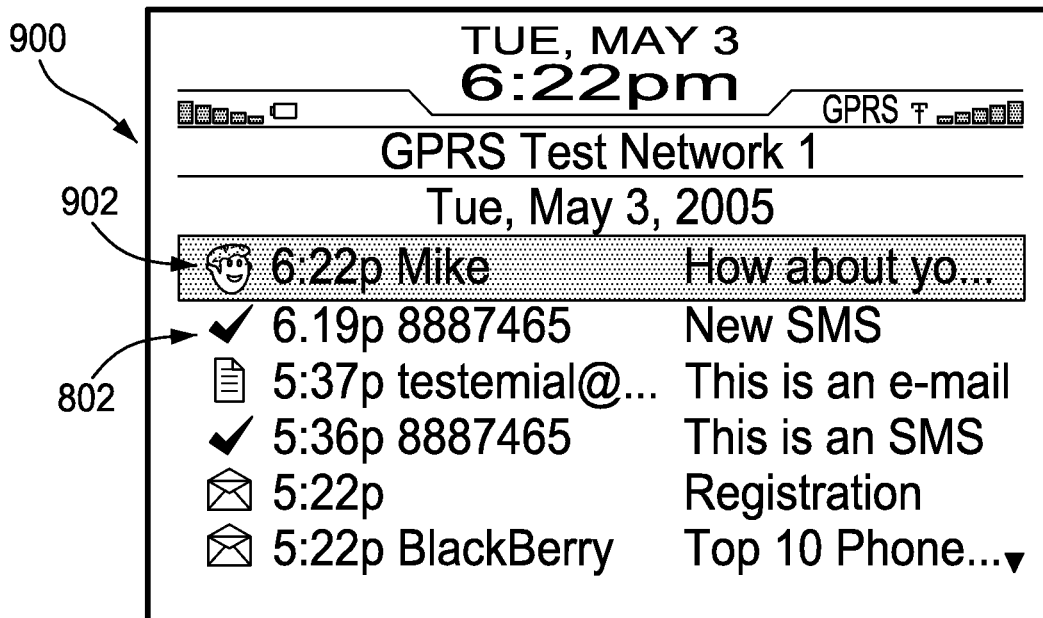 900
TUE, MAY 3
6:22pm
GPRS
GPRS Test Network 1
902
Tue, May 3, 2005
6:22p Mike How about yo...
6.19p 8887465 New SMS
802
5:37p testemial@... This is an e-mail
5:36p 8887465 This is an SMS
5:22p Registration
5:22p BlackBerry Top 10 Phone...